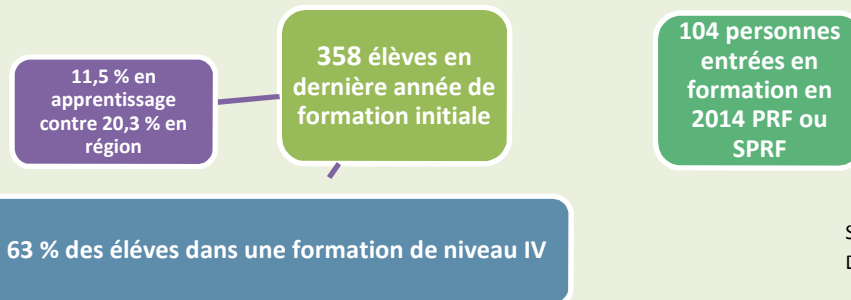 358 élèves en
dernière année de
formation initiale
11,5 % en
apprentissage
contre 20,3 % en
région
63 % des éléves dans une formation de niveau IV
104 personnes
entrées en
formation en
2014 PRF ou
SPRF